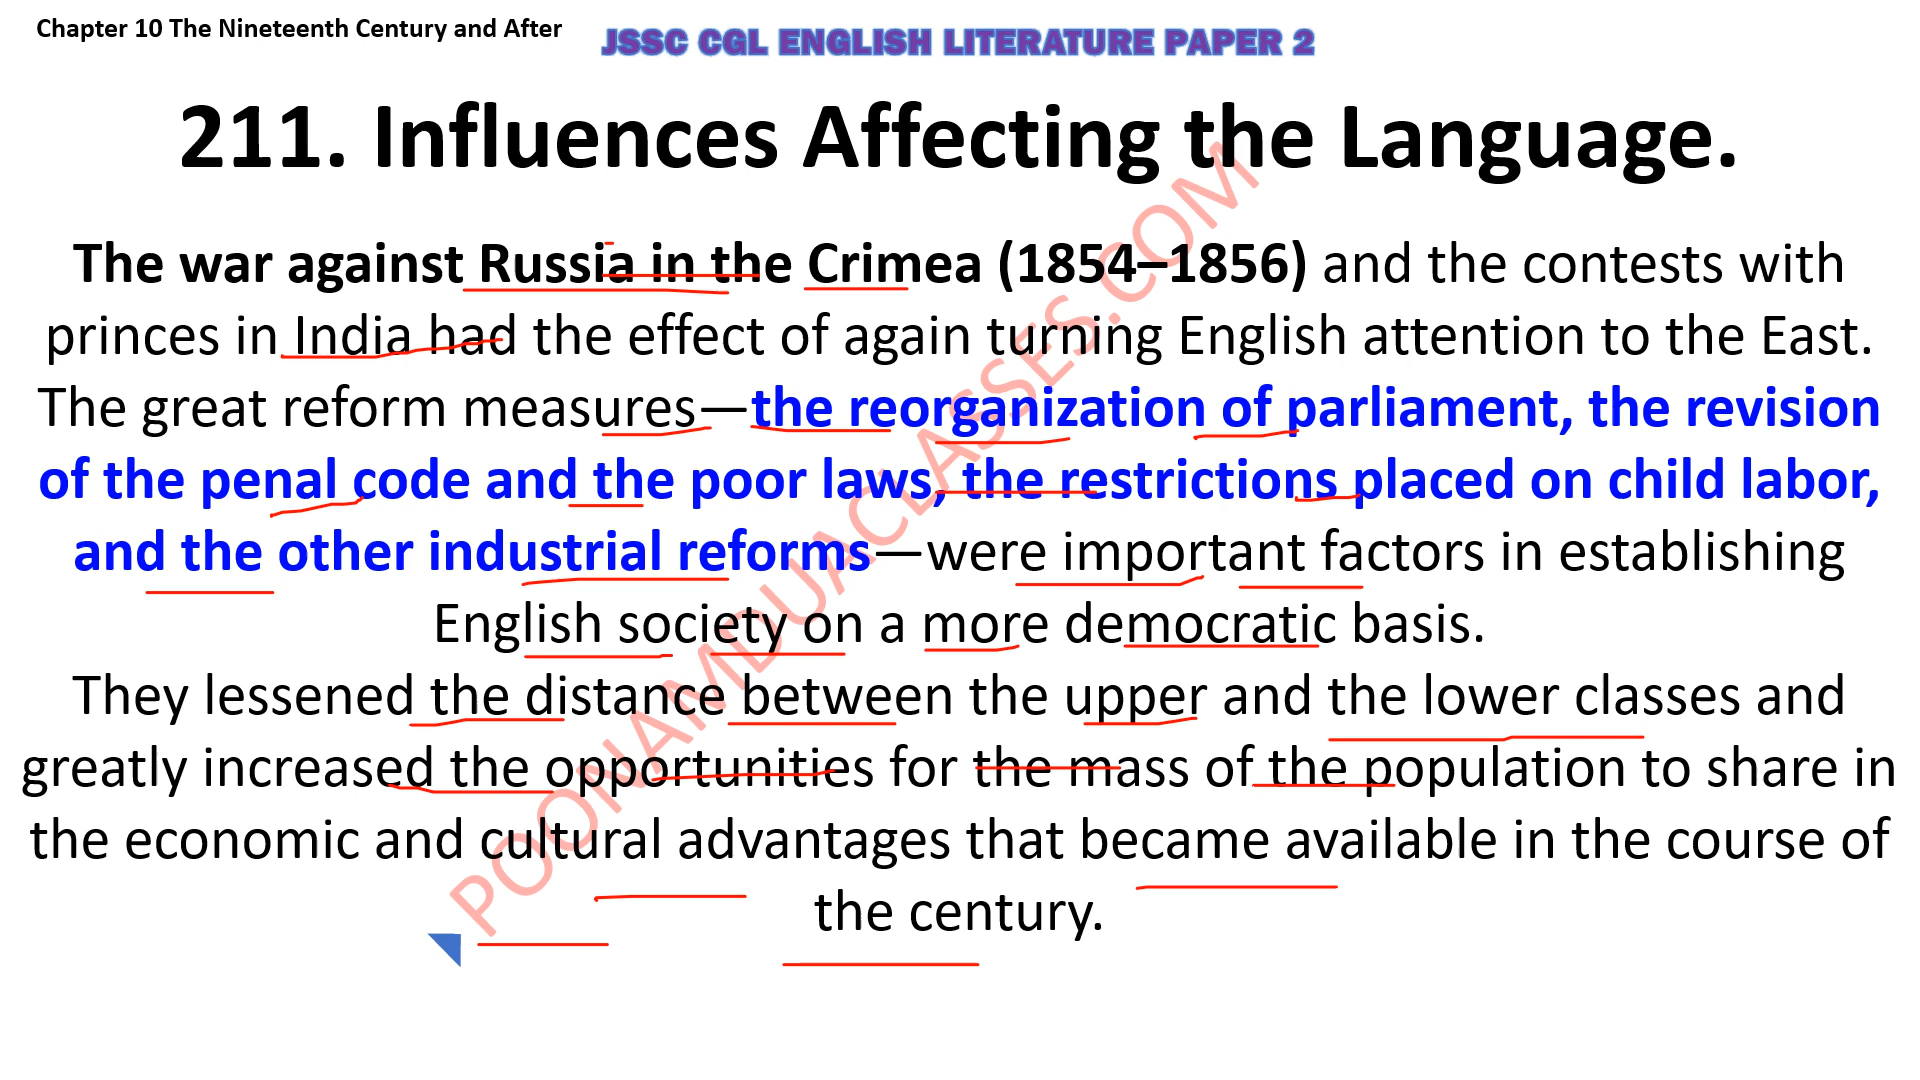 Chapter 10 The Nineteenth Century and After
JSSC CGL ENGLISH LITERATURE PAPER 2
211. Influences Affecting the Language.
The war against Russia in the Crimea (1854–1856) and the contests with
princes in India had the effect of again turning English attention to the East.
The great reform measures—the reorganization of parliament, the revision
of the penal code and the poor laws, the restrictions placed on child labor,
and the other industrial reforms—were important factors in establishing
English society on a more democratic basis.
They lessened the distance between the upper and the lower classes and
greatly increased the opportunities for the mass of the population to share in
the economic and cultural advantages that became available in the course of
the century.
POONAMDUACLASSES.COM